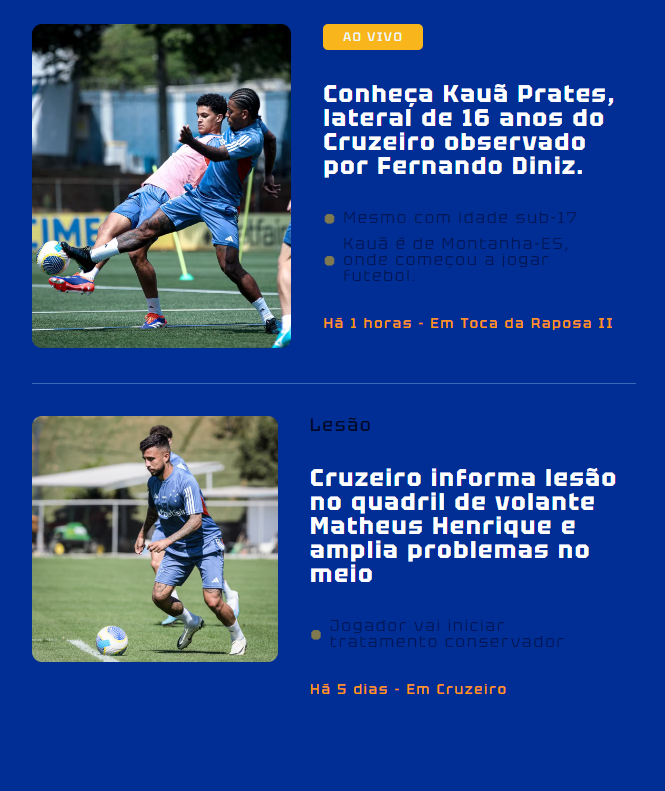 AO VIVO
Conheça Kauã Prates,
lateral de 16 anos do
Cruzeiro observado
por Fernando Diniz.
Mesmo com idade sub-17
Kauã é de Montanha-ES,
onde começou a jogar
futebol.
Há 1 horas - Em Toca da Raposa II
Lesão
Cruzeiro informa lesão
no quadril de volante
Matheus Henrique e
amplia problemas no
meio
Jogador vai iniciar
tratamento conservador
Há 5 dias - Em Cruzeiro